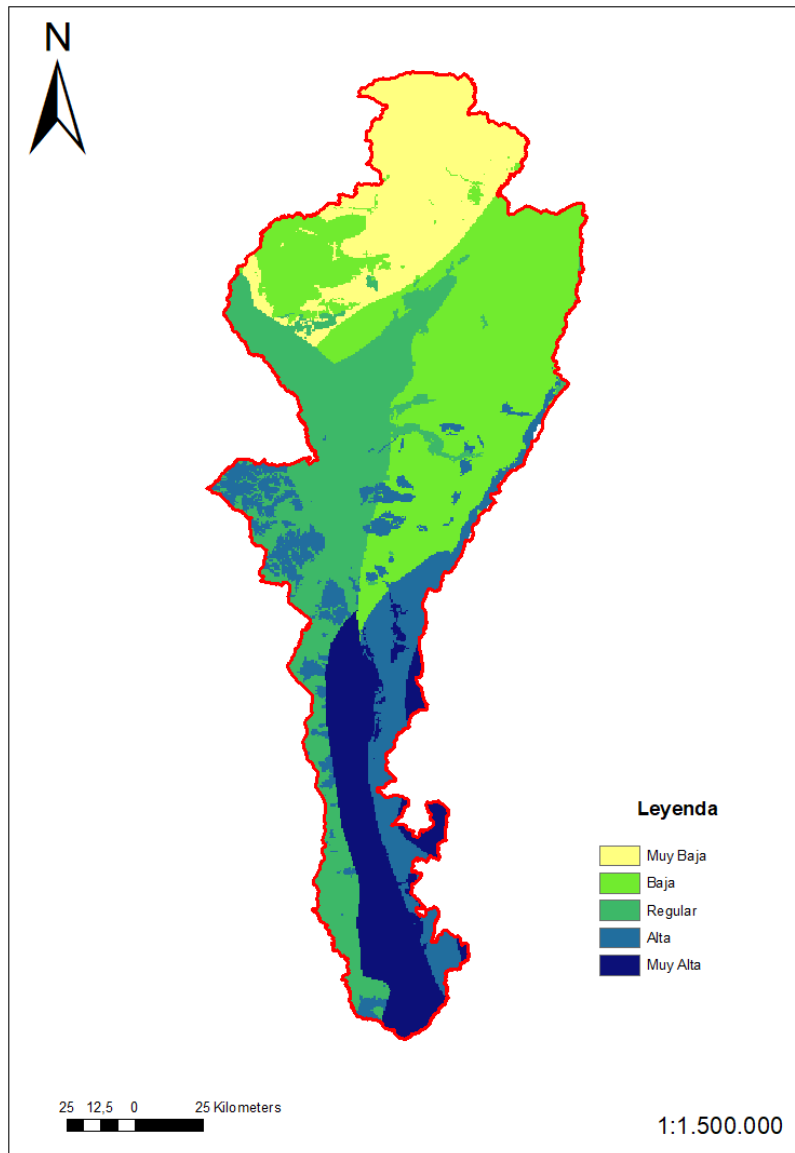 N
Leyenda
Muy Baja
Baja
Regular
Alta
Muy Alta
25 12,5 0 25 Kilometers
1:1.500.000